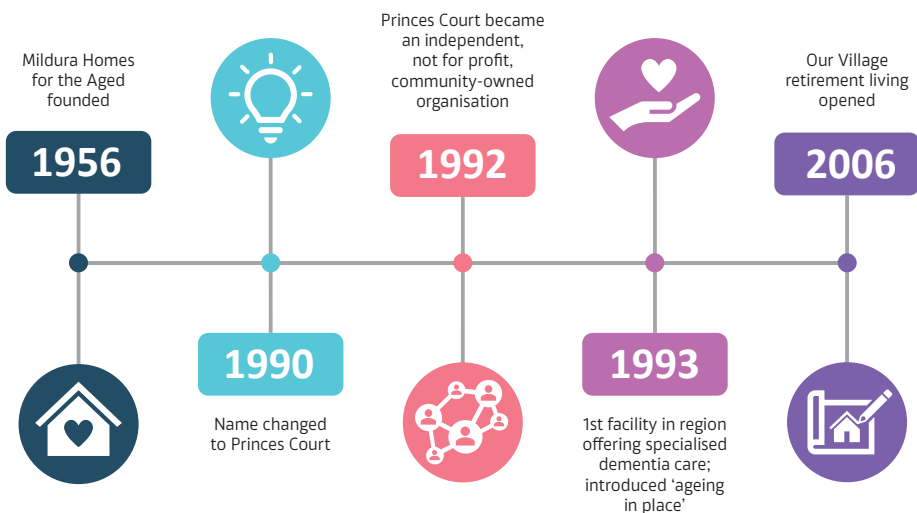 Mildura Homes
for the Aged
founded
1956
1990
Name changed
to Princes Court
Princes Court became
an independent,
not for profit,
community-owned
organisation
1992
1993
1st facility in region
offering specialised
dementia care;
introduced ‘ageing
in place’
Our Village
retirement living
opened
2006